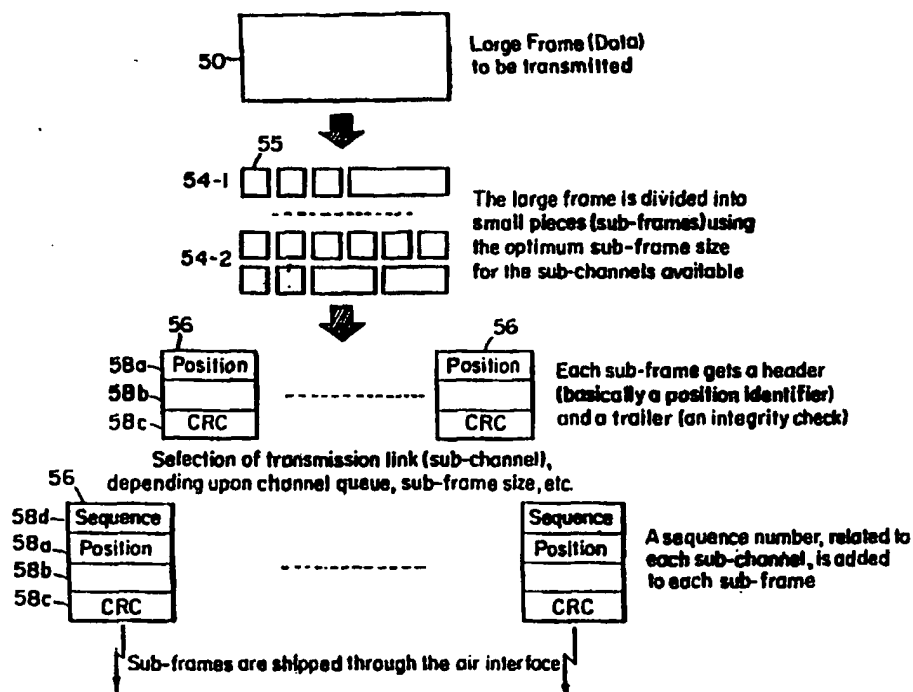 50
Large Frame (Data)
to be transmitted
55
54-1
54-2
The large frame is divided into
small pieces (sub-frames) using
the optimum sub-frame size
for the sub-channels available
56
56
58a
Position
Position
58b
58c
CRC
CRC
Each sub-frame gets a header
(basically a position identifier)
and a trailer (an integrity check)
Selection of transmission link (sub-channel),
depending upon channel queue, sub-frame size, etc.
56
58d
Sequence
Sequence
58a
Position
Position
58b
58c
CRC
CRC
A sequence number, related to
each sub-channel, is added
to each sub-frame
Sub-frames are shipped through the air interface